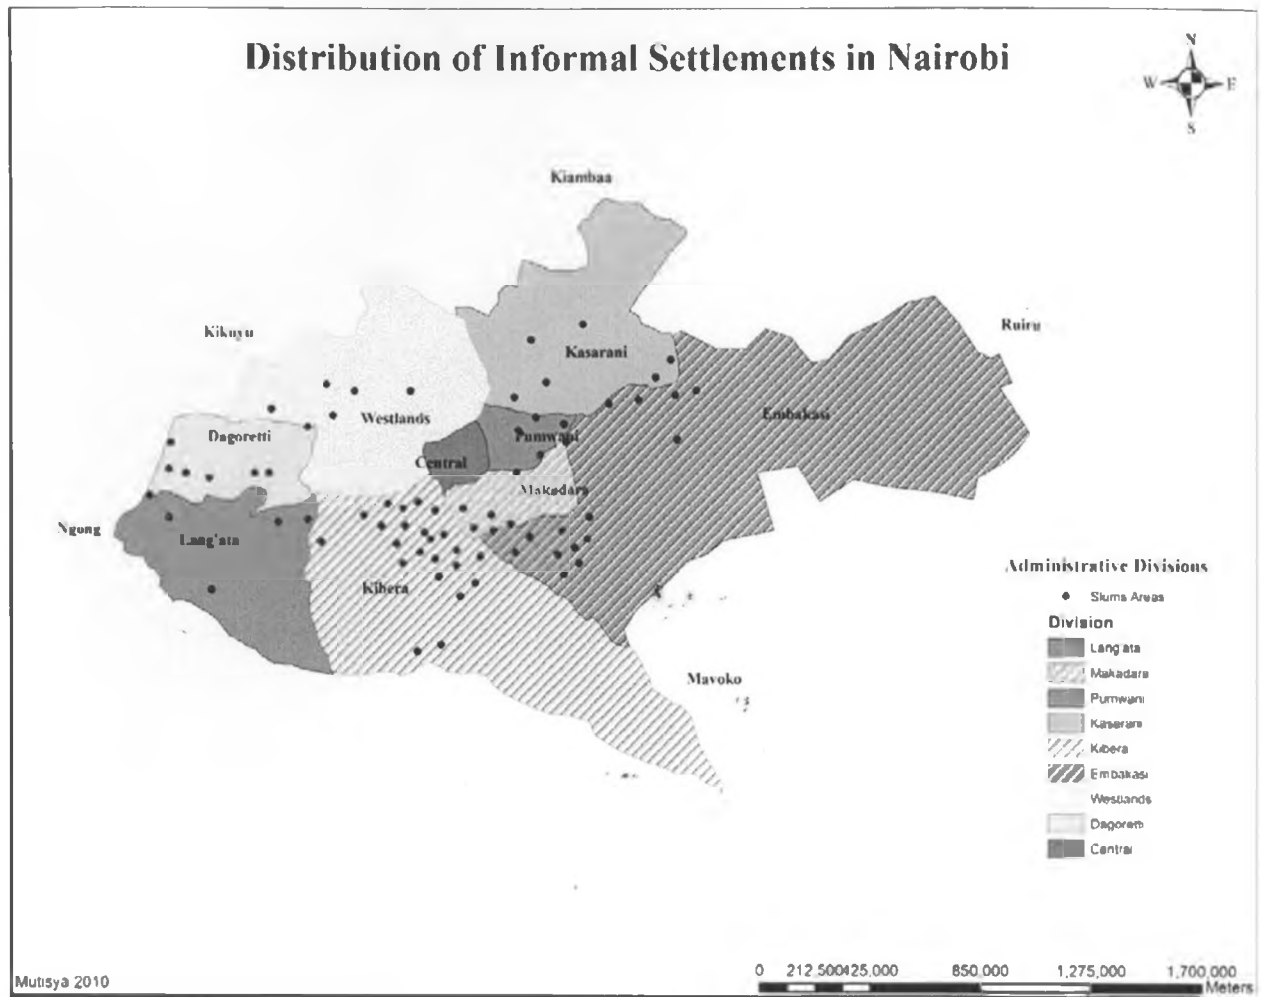 Distribution of Informal Settlements in Nairobi
N
W E
S
Kiambaa
Kikuyu
Ruiru
Kasarani
Westlands
Embakasi
Dagoretti
Pumwani
Central
Makadara
Ngong
Lang'ata
Kibera
Mavoko
Administrative Divisions
Slums Areas
Division
Lang'ata
Makadara
Pumwani
Kasarani
Kibera
Embakasi
Westlands
Dagoretti
Central
Mutisya 2010
0 212,500425,000 850,000 1,275,000 1,700,000
Meters